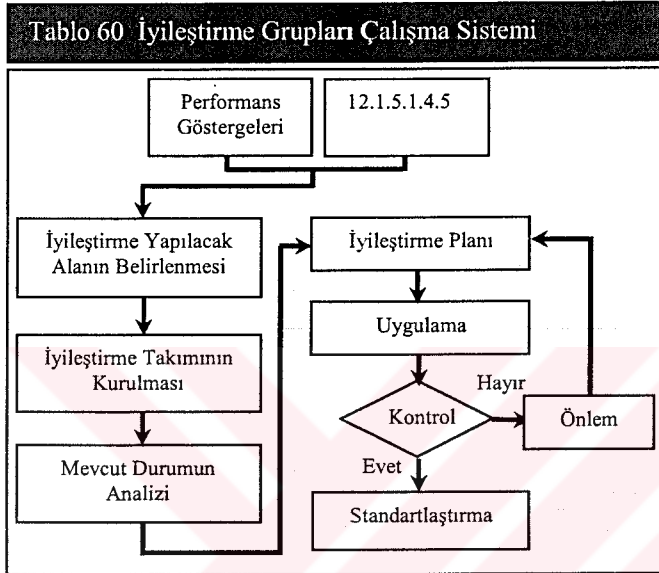 Tablo 60 İyileştirme Grupları Çalışma Sistemi
Performans
Göstergeleri
12.1.5.1.4.5
İyileştirme Yapılacak
Alanın Belirlenmesi
İyileştirme Takımının
Kurulması
Mevcut Durumun
Analizi
İyileştirme Planı
Uygulama
Kontrol
Hayır
Önlem
Evet
Standartlaştırma